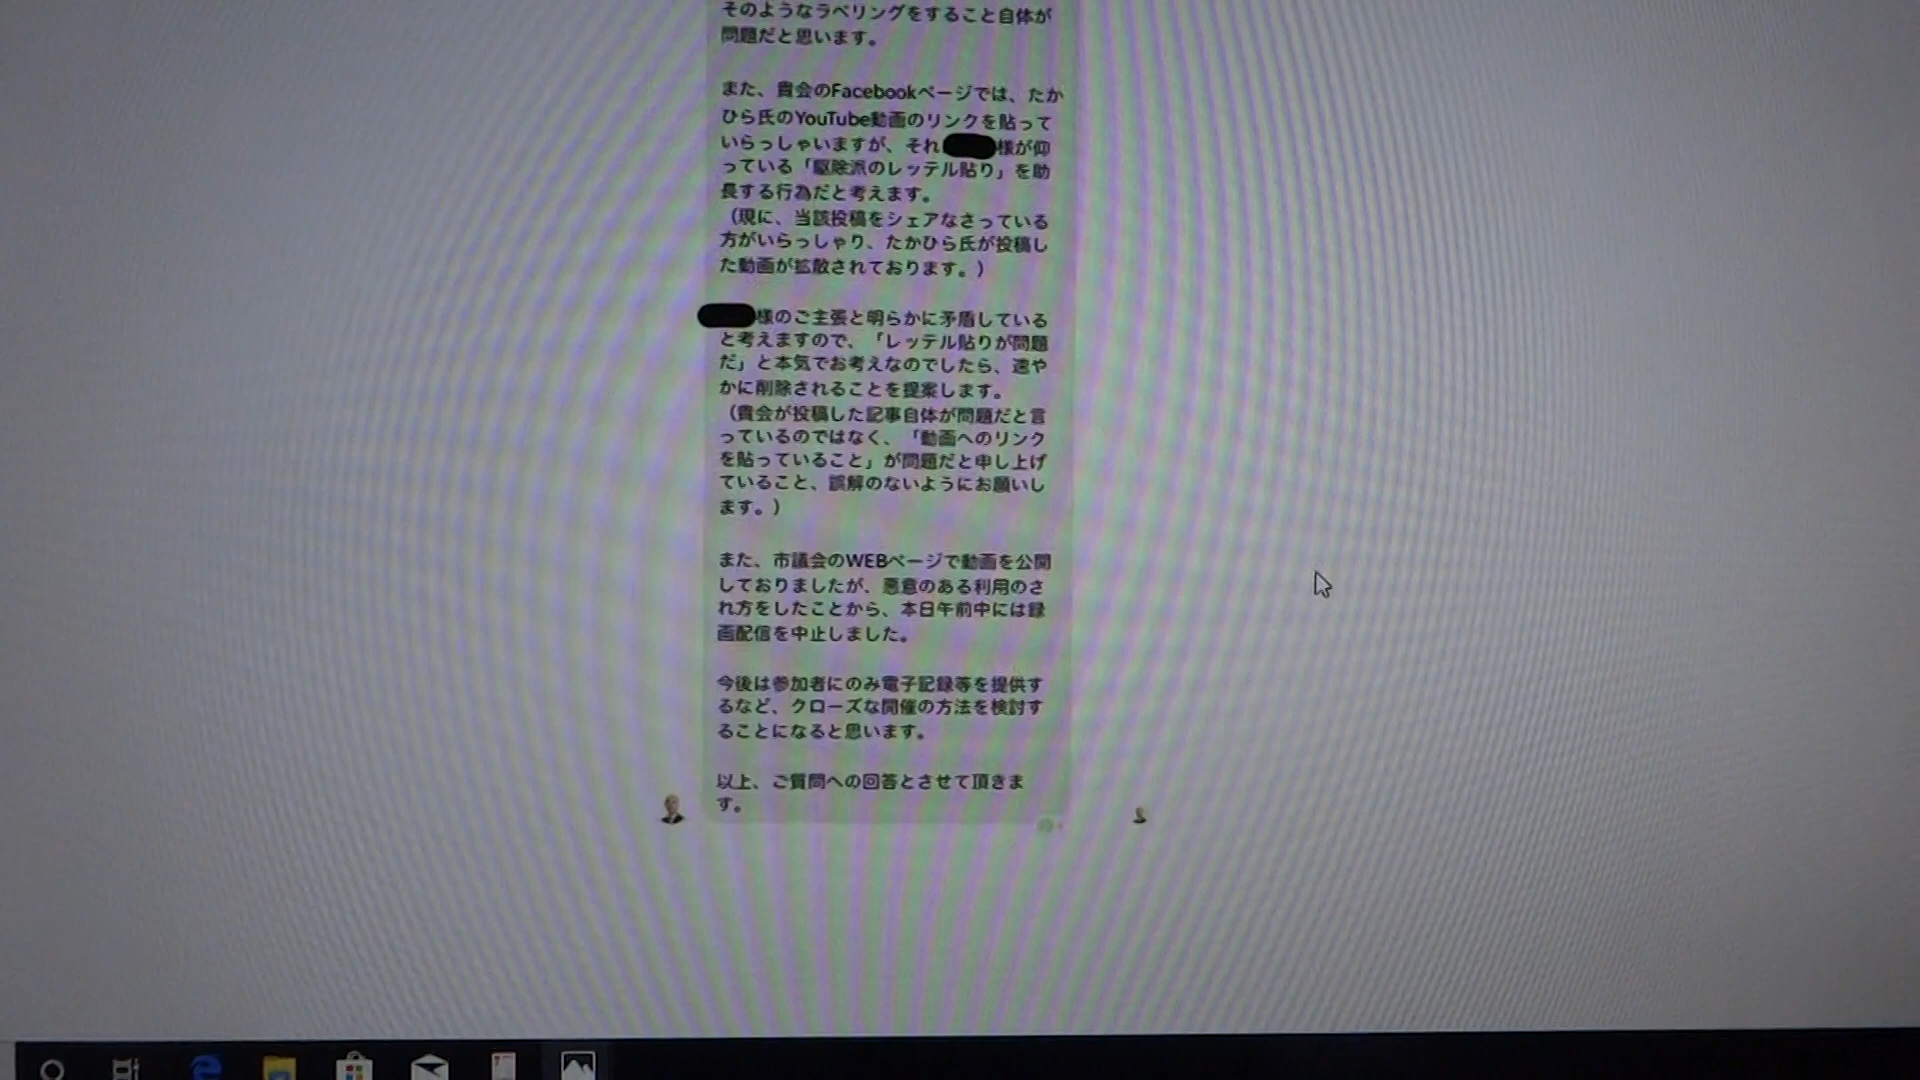 そのようなラベリングをすること自体が
問題だと思います。
また、貴会のFacebookページでは、たか
ひら氏のYouTube動画のリンクを貼って
いらっしゃいますが、それ
様が仰
っている「駆除派のレッテル貼り」を助
長する行為だと考えます。
（現に、当該投稿をシェアなさっている
方がいらっしゃり、たかひら氏が投稿し
た動画が拡散されております。）
様のご主張と明らかに矛盾している
と考えますので、「レッテル貼りが問題
だ」と本気でお考えなのでしたら、速や
かに削除されることを提案します。
（貴会が投稿した記事自体が問題だと言
っているのではなく、「動画へのリンク
を貼っていること」が問題だと申し上げ
ていること、誤解のないようにお願いし
ます。）
また、市議会のWEBページで動画を公開
しておりましたが、悪意のある利用のさ
れ方をしたことから、本日午前中には録
画配信を中止しました。
今後は参加者にのみ電子記録等を提供す
るなど、クローズな開催の方法を検討す
ることになると思います。
以上、ご質問への回答とさせて頂きま
す。